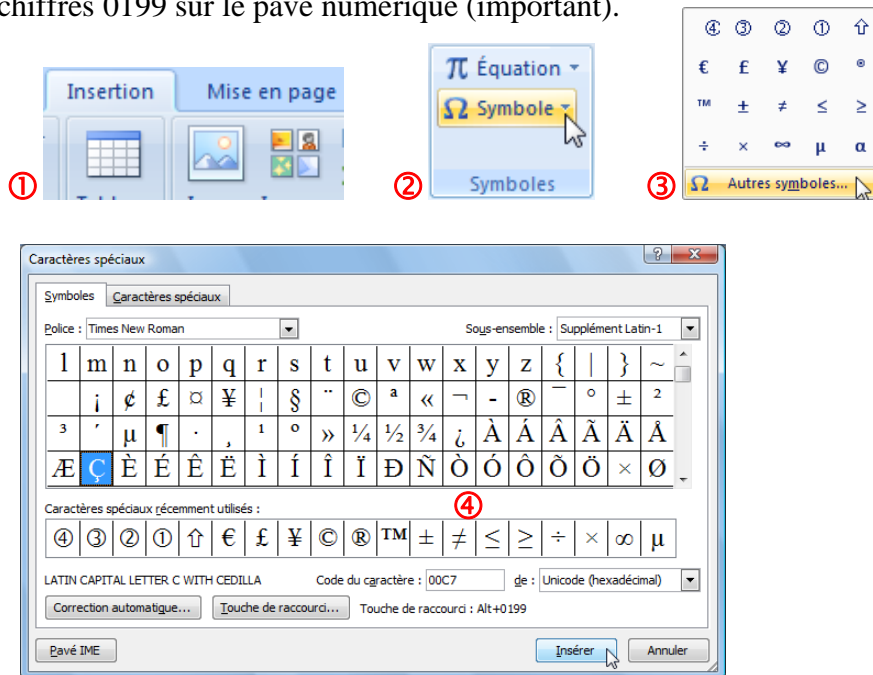 chiffres 0199 sur le pavé numérique (important).
① Insertion Mise en page
② π Équation
Ω Symbole
Symboles
③ ④ ③ ② ① ⇧
€ £ ¥ © ®
™ ± ≠ ≤ ≥
÷ × ∞ µ α
Ω Autres symboles...
Caractères spéciaux
Symboles Caractères spéciaux
Police : Times New Roman Sous-ensemble : Supplément Latin-1
l m n o p q r s t u v w x y z { | } ~
¡ ¢ £ ¤ ¥ ¦ § ¨ © ª « ¬ - ® ¯ ° ± ²
³ ´ µ ¶ · ¸ ¹ º » ¼ ½ ¾ ¿ À Á Â Ã Ä Å
Æ Ç È É Ê Ë Ì Í Î Ï Ð Ñ Ò Ó Ô Õ Ö × Ø
Caractères spéciaux récemment utilisés : ④
④ ③ ② ① ⇧ € £ ¥ © ® ™ ± ≠ ≤ ≥ ÷ × ∞ µ
LATIN CAPITAL LETTER C WITH CEDILLA Code du caractère : 00C7 de : Unicode (hexadécimal)
Correction automatique... Touche de raccourci... Touche de raccourci : Alt+0199
Pavé IME Insérer Annuler